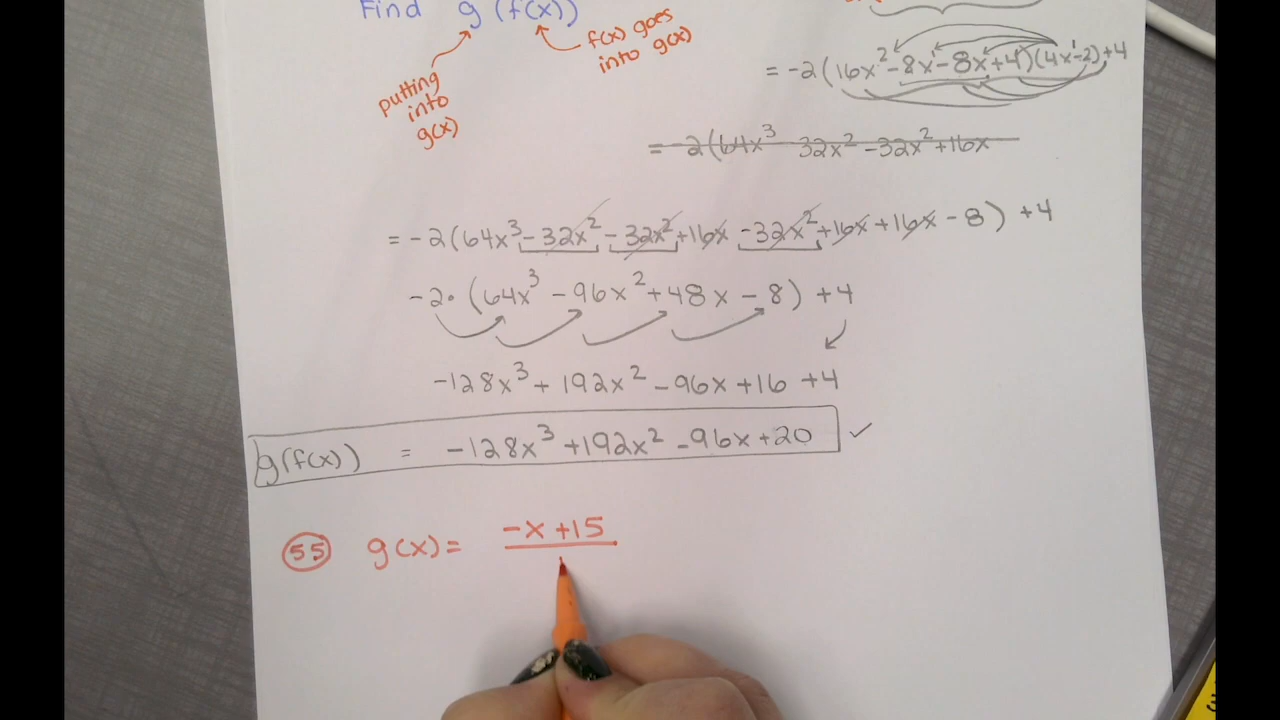 Find g (f(x))
f(x) goes
into g(x)
putting
into
g(x)
= -2(16x² - 8x¹ - 8x + 4)(4x¹ - 2) + 4
= -2(64x³ 32x² - 32x² + 16x
= -2(64x³ - 32x² - 32x² + 16x - 32x² + 16x + 16x - 8) + 4
-2·(64x³ - 96x² + 48x - 8) + 4
-128x³ + 192x² - 96x + 16 + 4
g(f(x)) = -128x³ + 192x² - 96x + 20 ✓
55 g(x) = -x + 15